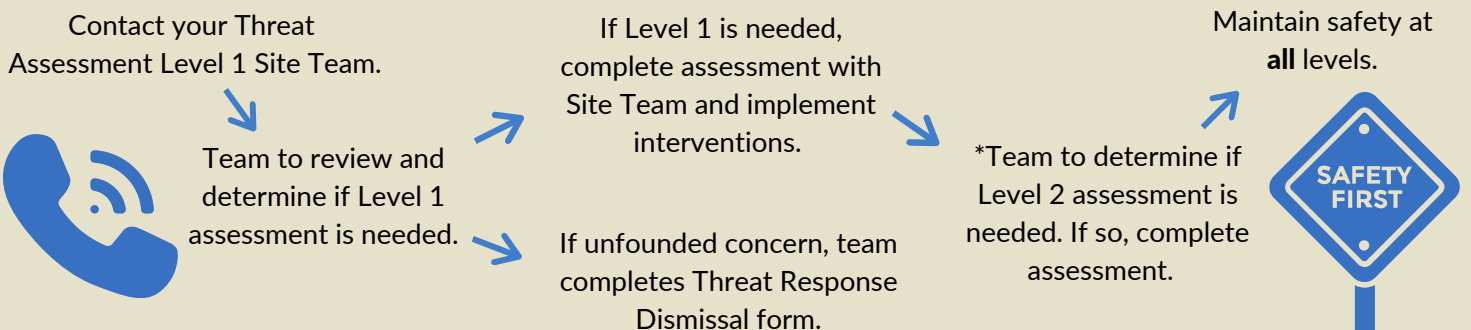 Contact your Threat
Assessment Level 1 Site Team.
Team to review and
determine if Level 1
assessment is needed.
If Level 1 is needed,
complete assessment with
Site Team and implement
interventions.
If unfounded concern, team
completes Threat Response
Dismissal form.
*Team to determine if
Level 2 assessment is
needed. If so, complete
assessment.
Maintain safety at
all levels.
SAFETY
FIRST